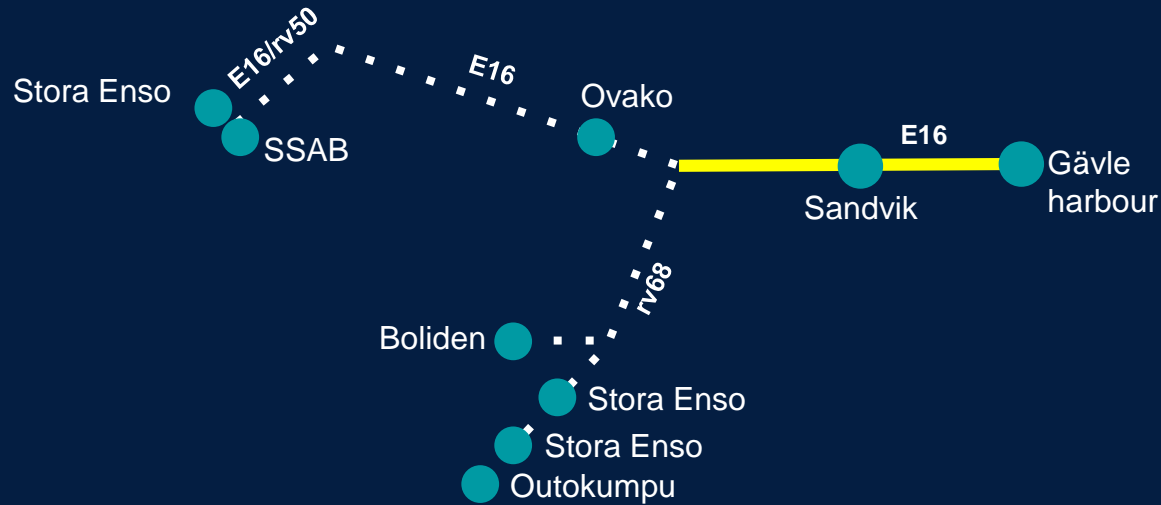 E16/rv50
Stora Enso
SSAB
E16
Ovako
E16
Sandvik
Gävle
harbour
rv68
Boliden
Stora Enso
Stora Enso
Outokumpu